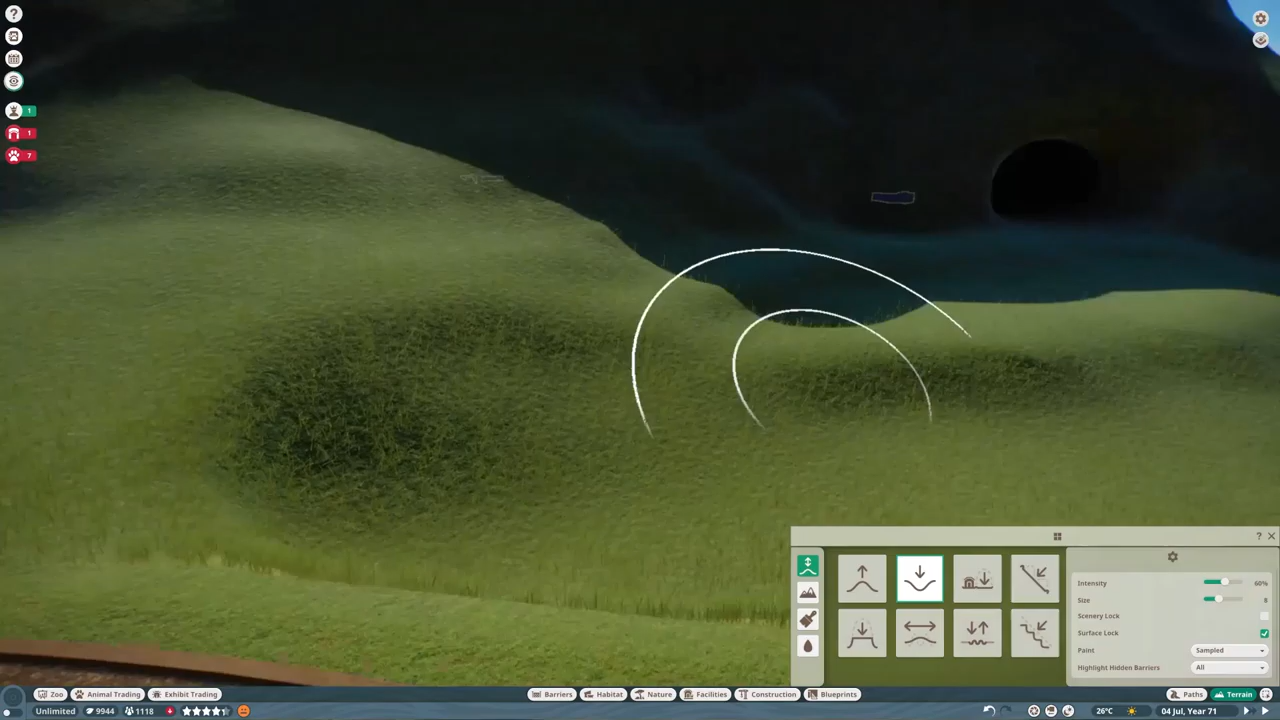 ?
1
1
7
? 
Intensity 60%
Size 8
Scenery Lock
Surface Lock
Paint Sampled
Highlight Hidden Barriers All
Zoo Animal Trading Exhibit Trading Barriers Habitat Nature Facilities Construction Blueprints Paths Terrain
Unlimited 9944 1118 26°C 04 Jul, Year 71